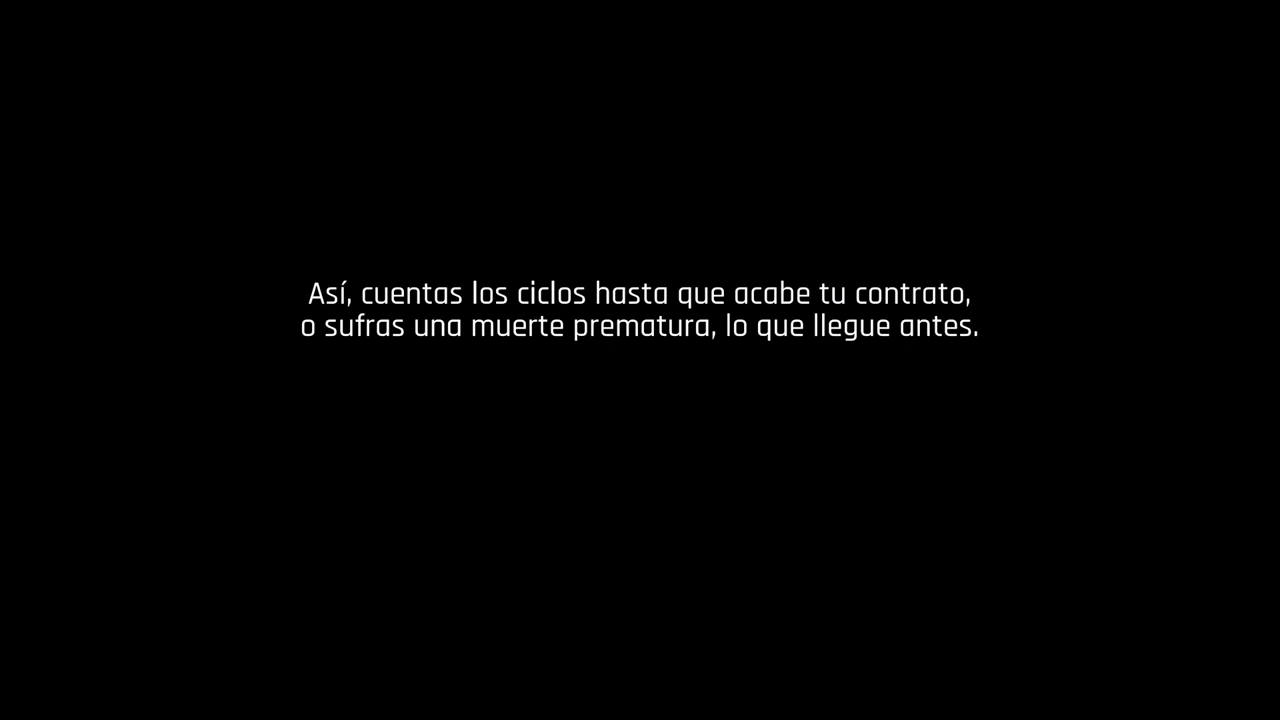 Así, cuentas los ciclos hasta que acabe tu contrato,
o sufras una muerte prematura, lo que llegue antes.